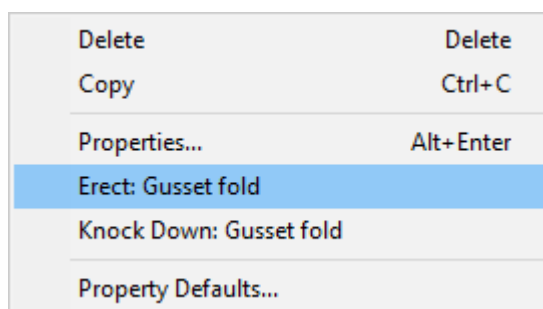 Delete Delete
Copy Ctrl+C
Properties... Alt+Enter
Erect: Gusset fold
Knock Down: Gusset fold
Property Defaults...